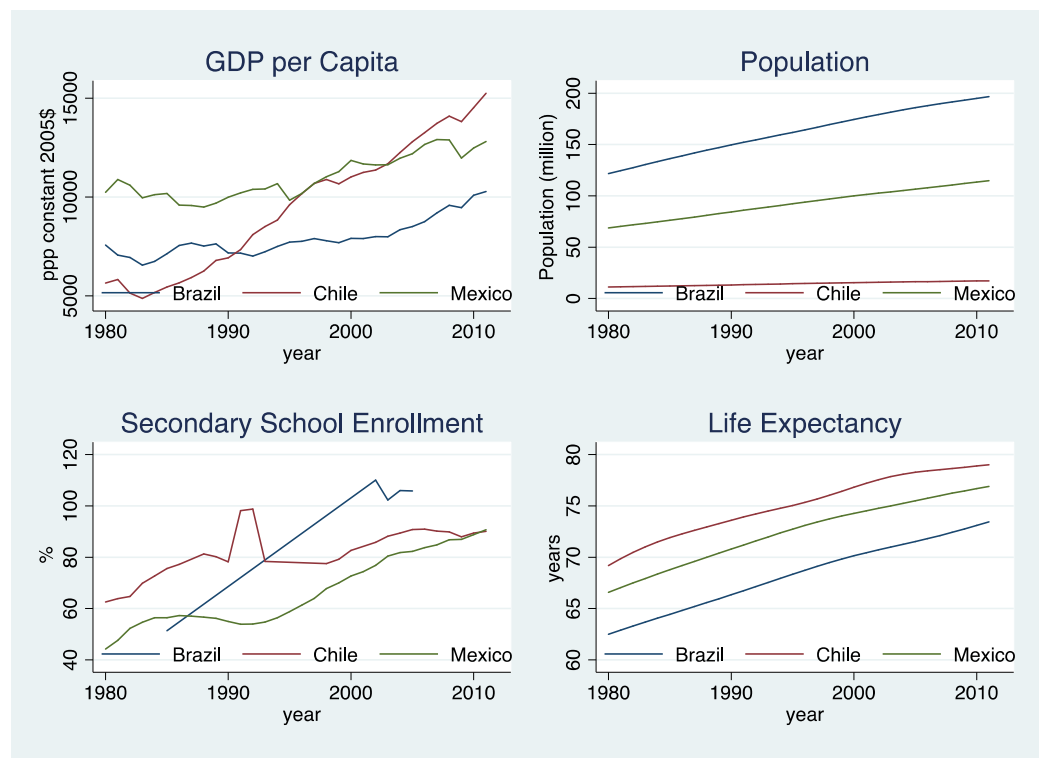 GDP per Capita
ppp constant 2005$
15000
10000
5000
Brazil Chile Mexico
1980 1990 2000 2010
year
Population
Population (million)
200
150
100
50
0
Brazil Chile Mexico
1980 1990 2000 2010
year
Secondary School Enrollment
%
120
100
80
60
40
Brazil Chile Mexico
1980 1990 2000 2010
year
Life Expectancy
years
80
75
70
65
60
Brazil Chile Mexico
1980 1990 2000 2010
year